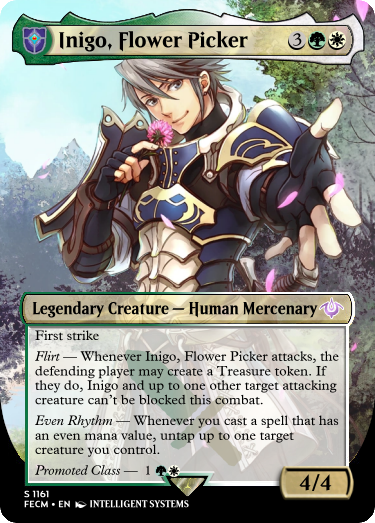 Inigo, Flower Picker 3
Legendary Creature — Human Mercenary
First strike
Flirt — Whenever Inigo, Flower Picker attacks, the
defending player may create a Treasure token. If
they do, Inigo and up to one other target attacking
creature can't be blocked this combat.
Even Rhythm — Whenever you cast a spell that has
an even mana value, untap up to one target
creature you control.
Promoted Class — 1
4/4
S 1161
FECM • EN INTELLIGENT SYSTEMS